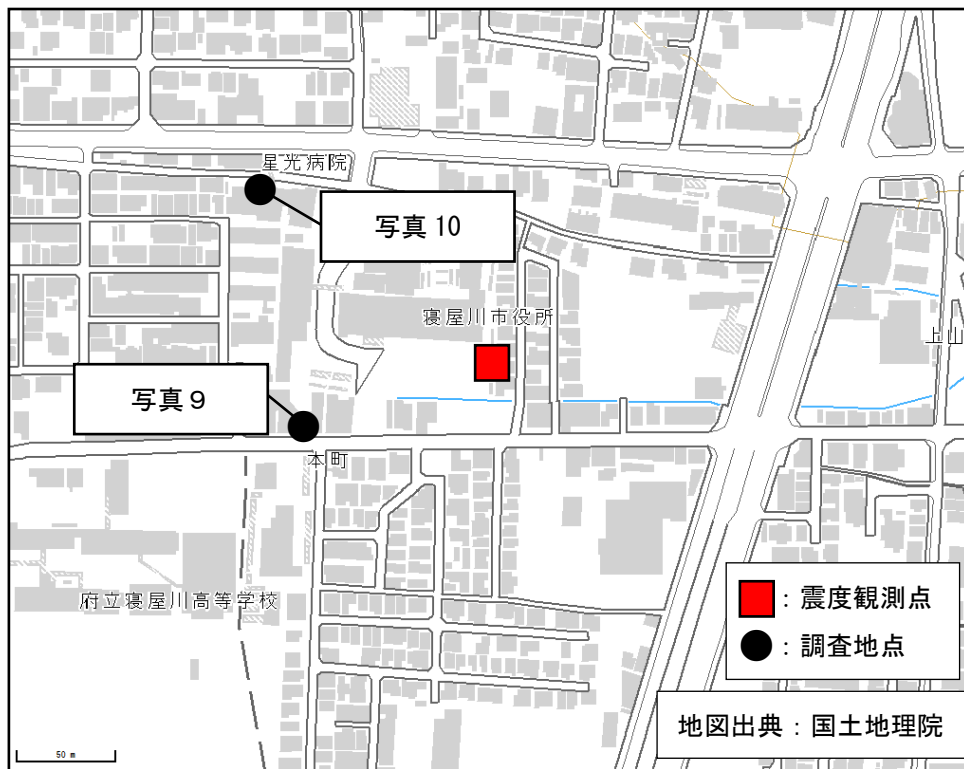 星光病院
写真 10
寝屋川市役所
上山
写真９
本町
府立寝屋川高等学校
：震度観測点
：調査地点
地図出典：国土地理院
50 m